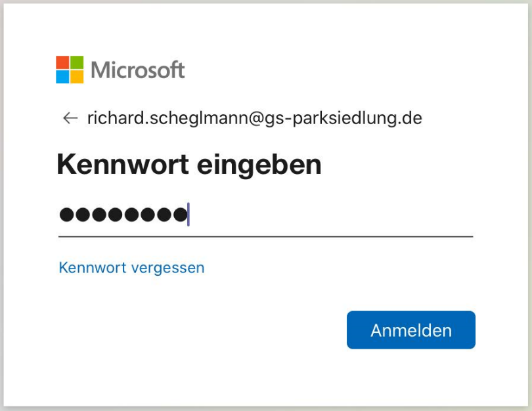 Microsoft
← richard.scheglmann@gs-parksiedlung.de
Kennwort eingeben
●●●●●●●●
Kennwort vergessen
Anmelden